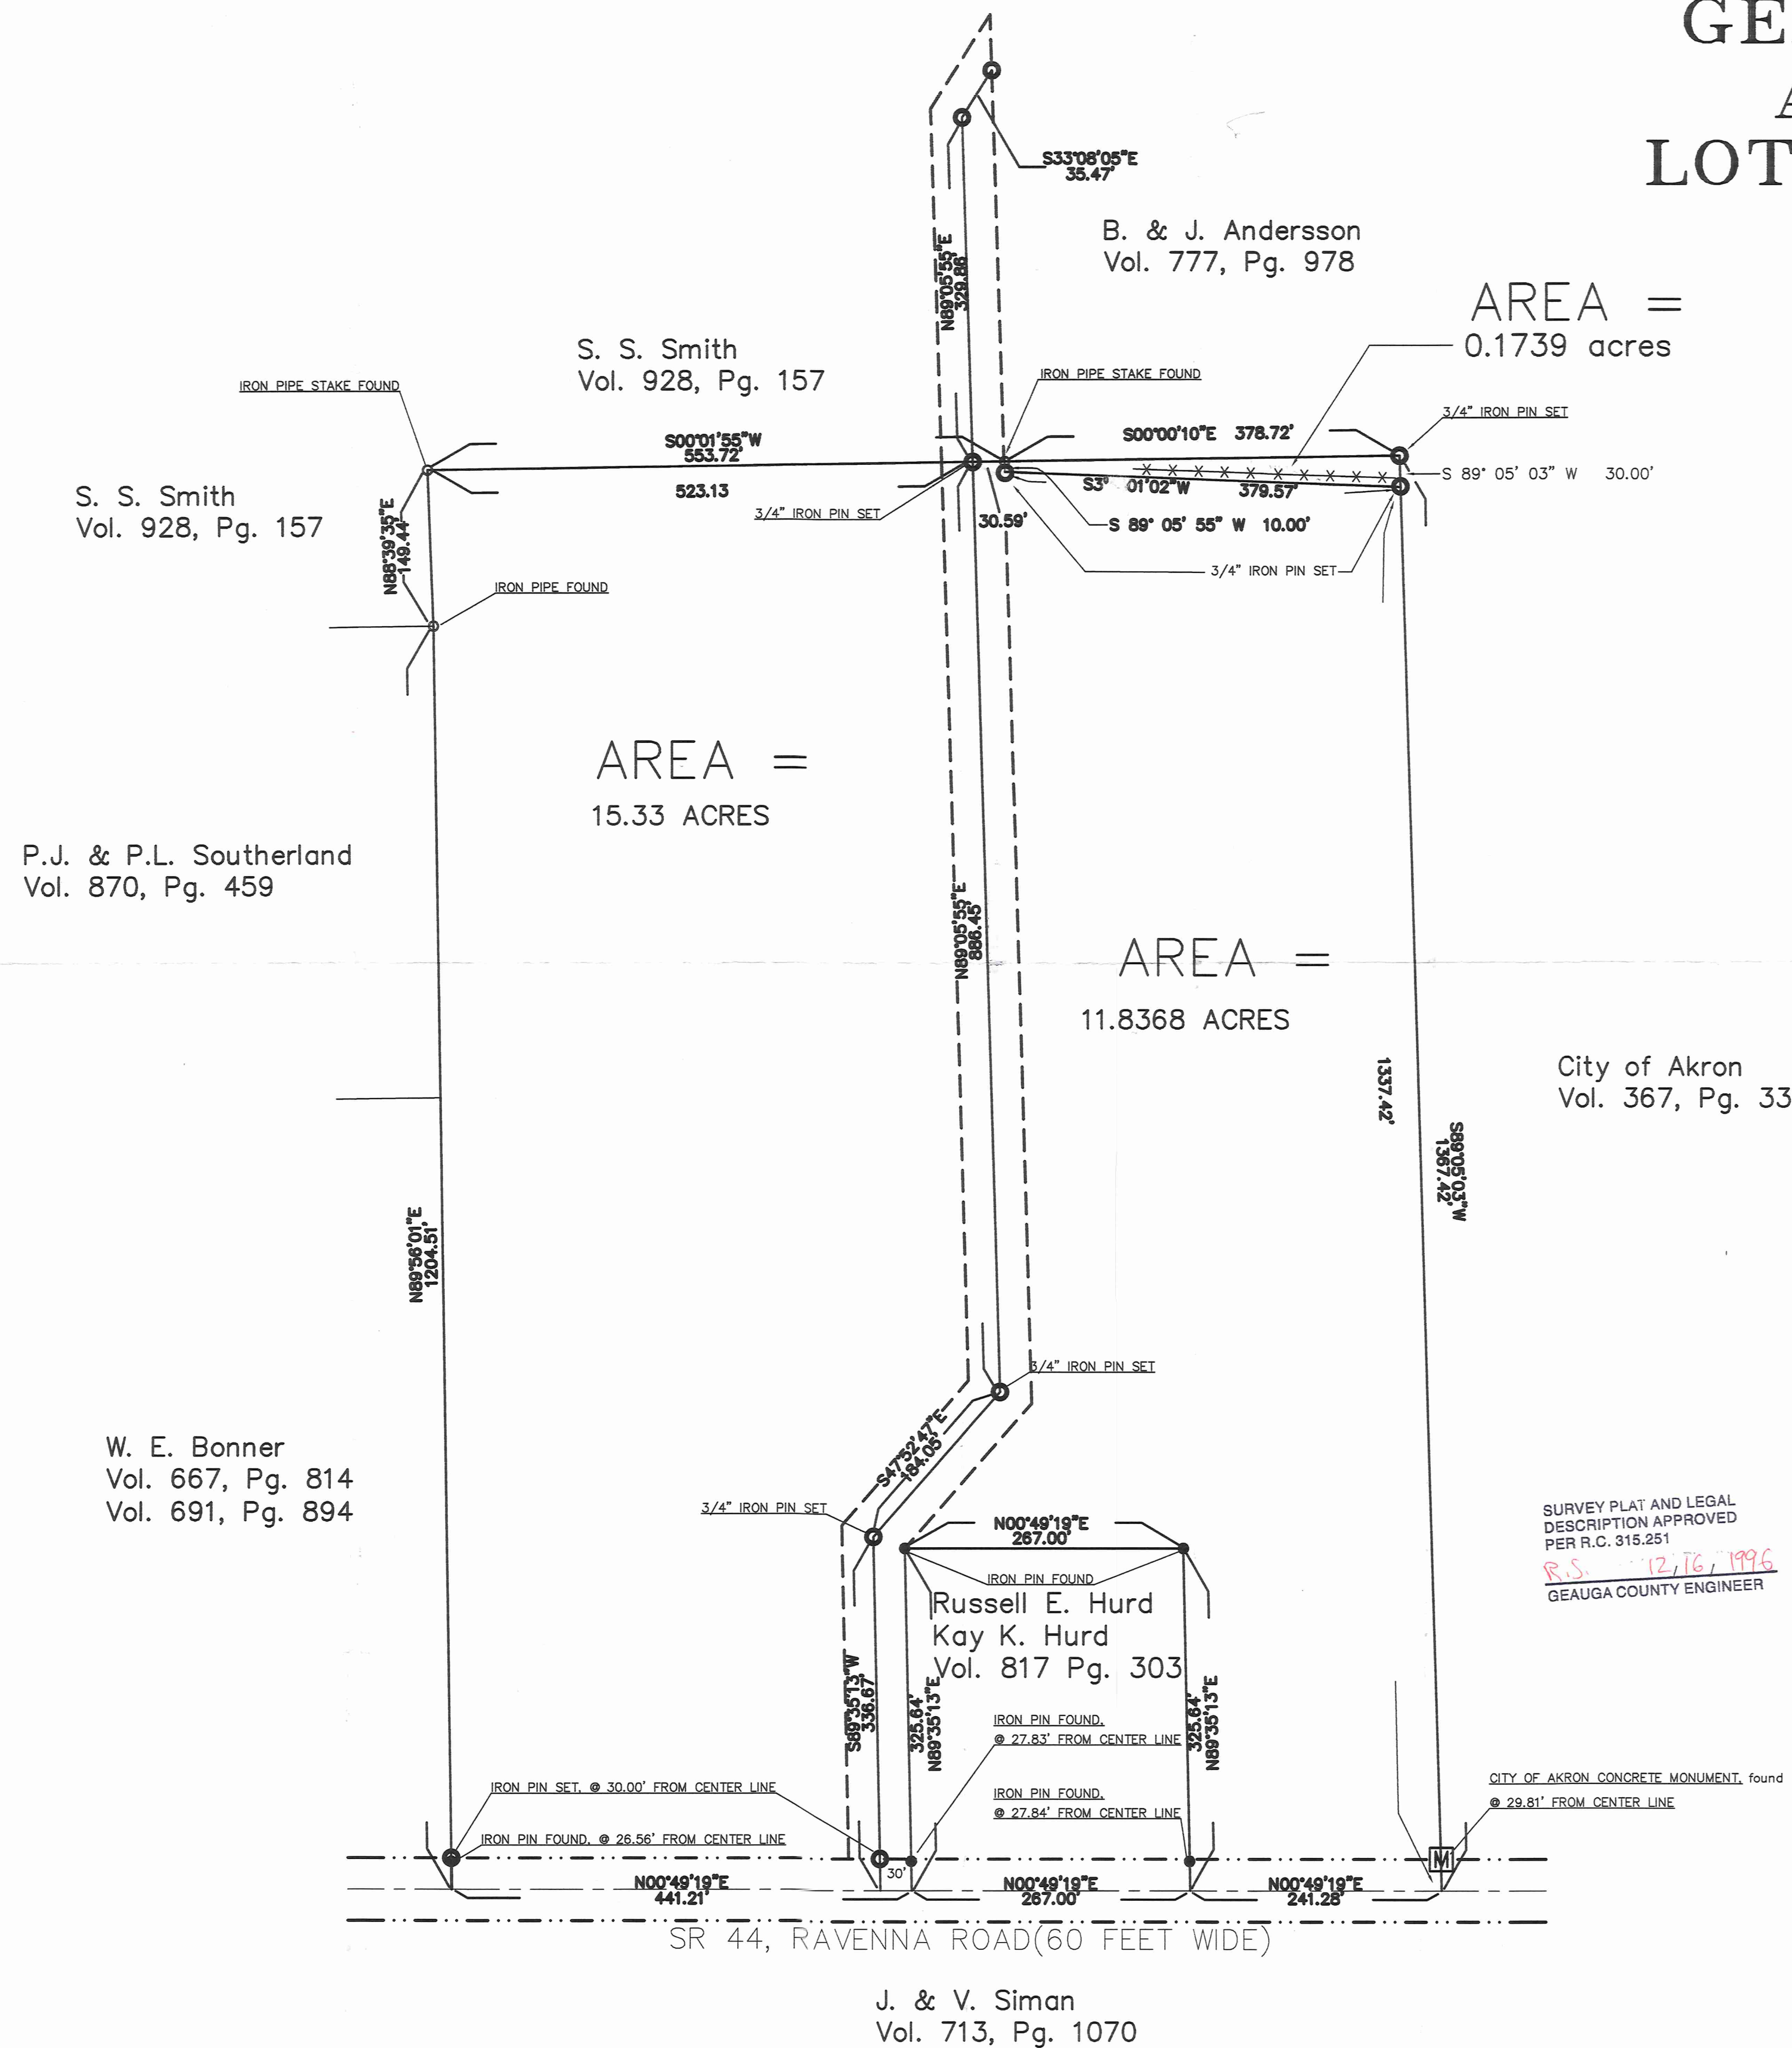 GE
A
LOT
S33°08'05"E
35.47'
B. & J. Andersson
Vol. 777, Pg. 978
N89°05'55"E
329.86'
AREA =
0.1739 acres
S. S. Smith
Vol. 928, Pg. 157
IRON PIPE STAKE FOUND
IRON PIPE STAKE FOUND
3/4" IRON PIN SET
S00°01'55"W
553.72'
S00°00'10"E 378.72'
S 89° 05' 03" W 30.00'
523.13
S3° 01'02"W 379.57'
S. S. Smith
Vol. 928, Pg. 157
3/4" IRON PIN SET
30.59'
S 89° 05' 55" W 10.00'
N88°39'35"E
149.44'
3/4" IRON PIN SET
IRON PIPE FOUND
AREA =
15.33 ACRES
P.J. & P.L. Southerland
Vol. 870, Pg. 459
N89°05'55"E
886.45'
AREA =
11.8368 ACRES
City of Akron
Vol. 367, Pg. 33
1337.42'
S89°05'03"W
1367.42'
N89°56'01"E
1204.51'
3/4" IRON PIN SET
S47°52'47"E
184.05'
W. E. Bonner
Vol. 667, Pg. 814
Vol. 691, Pg. 894
3/4" IRON PIN SET
N00°49'19"E
267.00'
IRON PIN FOUND
SURVEY PLAT AND LEGAL
DESCRIPTION APPROVED
PER R.C. 315.251
R.S. 12, 16, 1996
GEAUGA COUNTY ENGINEER
Russell E. Hurd
Kay K. Hurd
Vol. 817 Pg. 303
S89°35'13"W
336.67'
325.64'
N89°35'13"E
325.64'
N89°35'13"E
IRON PIN FOUND,
@ 27.83' FROM CENTER LINE
IRON PIN SET, @ 30.00' FROM CENTER LINE
IRON PIN FOUND,
@ 27.84' FROM CENTER LINE
CITY OF AKRON CONCRETE MONUMENT, found
@ 29.81' FROM CENTER LINE
IRON PIN FOUND, @ 26.56' FROM CENTER LINE
M
30'
N00°49'19"E
441.21'
N00°49'19"E
267.00'
N00°49'19"E
241.28'
SR 44, RAVENNA ROAD(60 FEET WIDE)
J. & V. Siman
Vol. 713, Pg. 1070